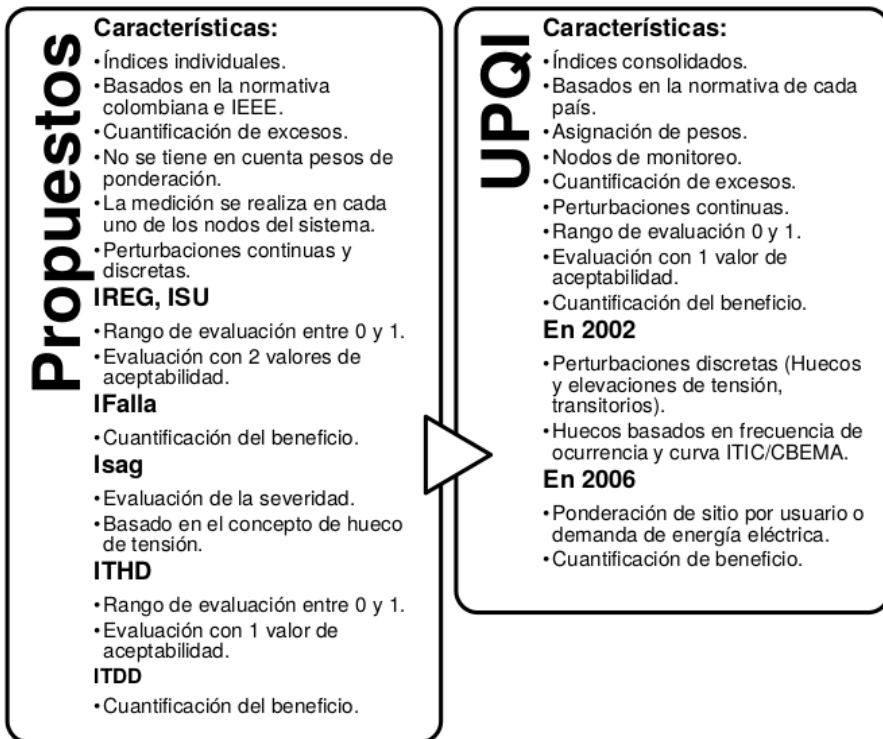 Propuestos
Características:
•Índices individuales.
•Basados en la normativa
colombiana e IEEE.
•Cuantificación de excesos.
•No se tiene en cuenta pesos de
ponderación.
•La medición se realiza en cada
uno de los nodos del sistema.
•Perturbaciones continuas y
discretas.
IREG, ISU
•Rango de evaluación entre 0 y 1.
•Evaluación con 2 valores de
aceptabilidad.
IFalla
•Cuantificación del beneficio.
Isag
•Evaluación de la severidad.
•Basado en el concepto de hueco
de tensión.
ITHD
•Rango de evaluación entre 0 y 1.
•Evaluación con 1 valor de
aceptabilidad.
ITDD
•Cuantificación del beneficio.
UPQI
Características:
•Índices consolidados.
•Basados en la normativa de cada
país.
•Asignación de pesos.
•Nodos de monitoreo.
•Cuantificación de excesos.
•Perturbaciones continuas.
•Rango de evaluación 0 y 1.
•Evaluación con 1 valor de
aceptabilidad.
•Cuantificación del beneficio.
En 2002
•Perturbaciones discretas (Huecos
y elevaciones de tensión,
transitorios).
•Huecos basados en frecuencia de
ocurrencia y curva ITIC/CBEMA.
En 2006
•Ponderación de sitio por usuario o
demanda de energía eléctrica.
•Cuantificación de beneficio.